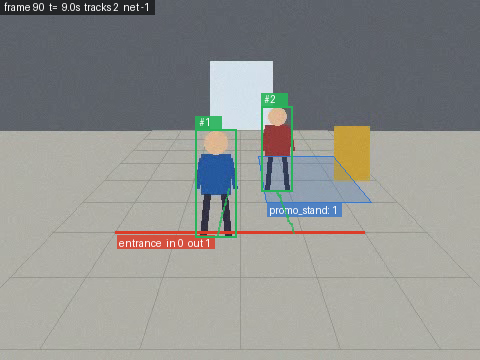 frame 90 t= 9.0s tracks 2 net -1
#2
#1
promo_stand: 1
entrance in 0 out 1